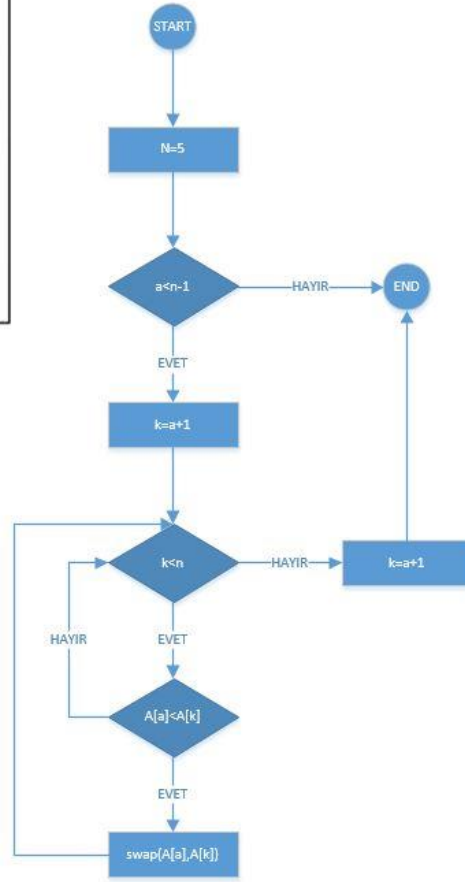 START
N=5
a<n-1
HAYIR
END
EVET
k=a+1
k<n
HAYIR
k=a+1
HAYIR
EVET
A[a]<A[k]
EVET
swap(A[a],A[k])